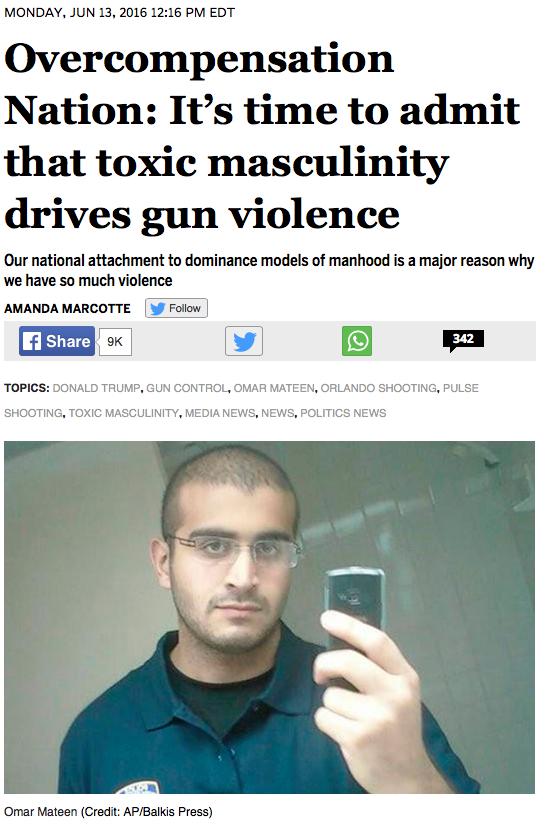 MONDAY, JUN 13, 2016 12:16 PM EDT
Overcompensation
Nation: It’s time to admit
that toxic masculinity
drives gun violence
Our national attachment to dominance models of manhood is a major reason why
we have so much violence
AMANDA MARCOTTE Follow
Share 9K 342
TOPICS: DONALD TRUMP, GUN CONTROL, OMAR MATEEN, ORLANDO SHOOTING, PULSE
SHOOTING, TOXIC MASCULINITY, MEDIA NEWS, NEWS, POLITICS NEWS
Omar Mateen (Credit: AP/Balkis Press)